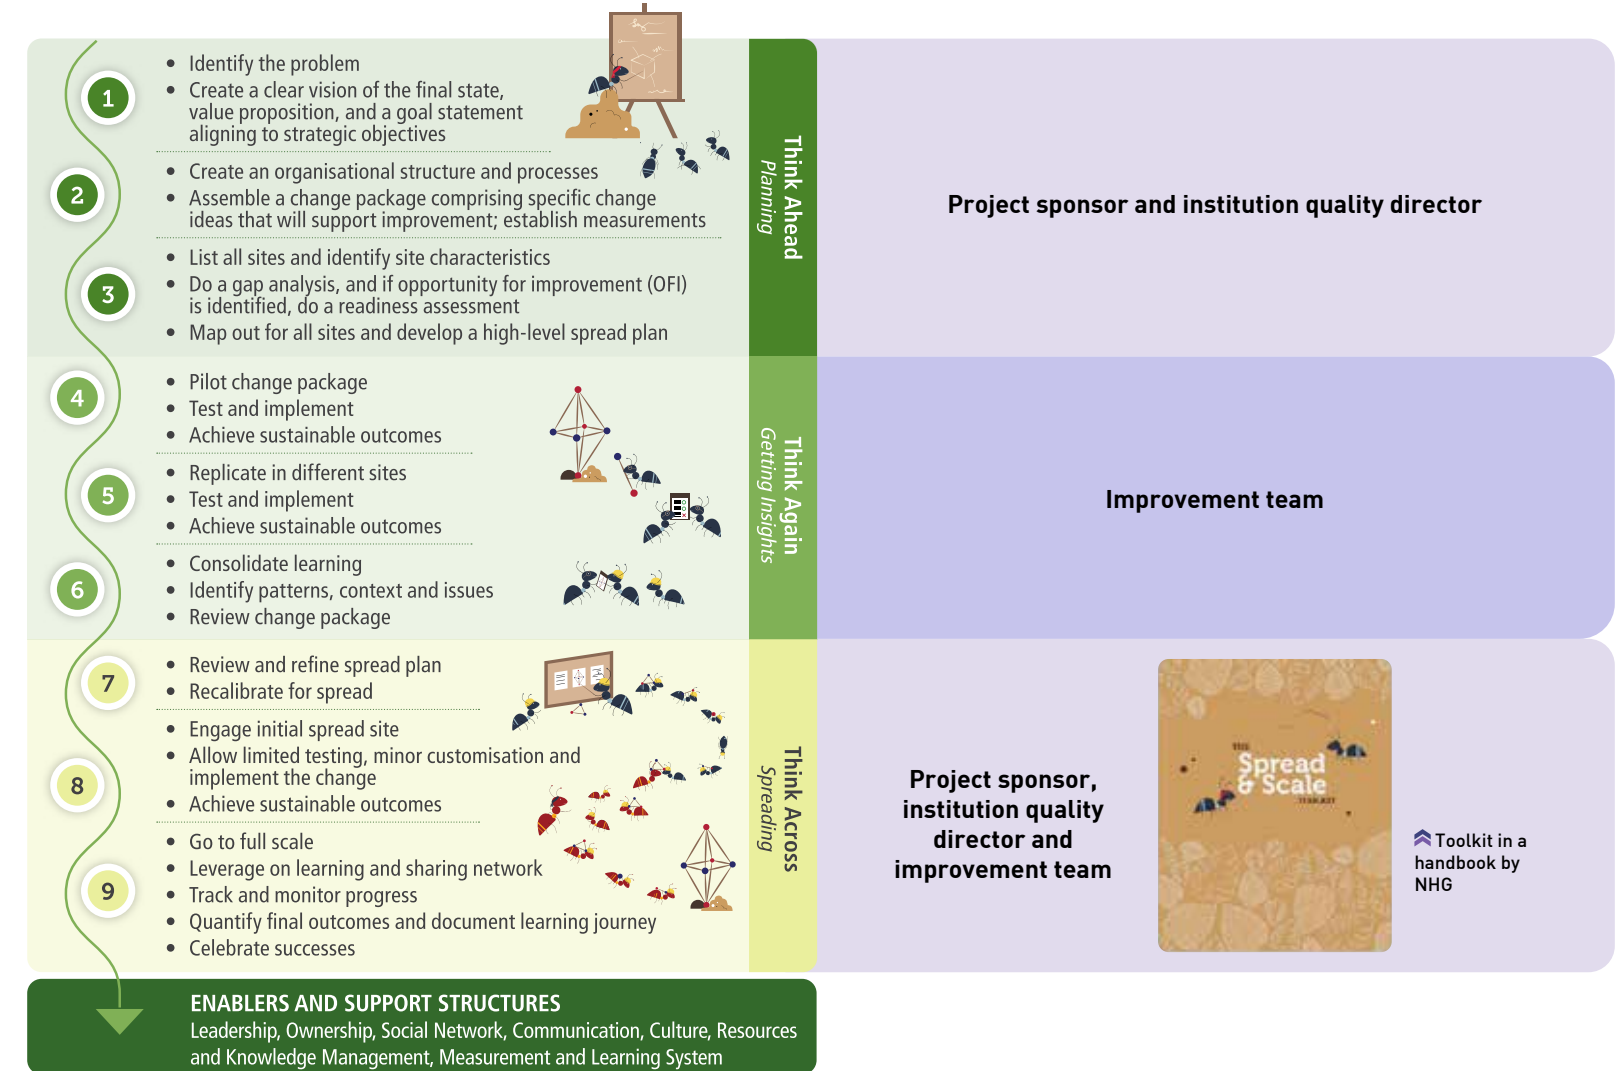 1
• Identify the problem
• Create a clear vision of the final state,
value proposition, and a goal statement
aligning to strategic objectives
2
• Create an organisational structure and processes
• Assemble a change package comprising specific change
ideas that will support improvement; establish measurements
3
• List all sites and identify site characteristics
• Do a gap analysis, and if opportunity for improvement (OFI)
is identified, do a readiness assessment
• Map out for all sites and develop a high-level spread plan
Think Ahead
Planning
Project sponsor and institution quality director
4
• Pilot change package
• Test and implement
• Achieve sustainable outcomes
5
• Replicate in different sites
• Test and implement
• Achieve sustainable outcomes
6
• Consolidate learning
• Identify patterns, context and issues
• Review change package
Think Again
Getting Insights
Improvement team
7
• Review and refine spread plan
• Recalibrate for spread
8
• Engage initial spread site
• Allow limited testing, minor customisation and
implement the change
• Achieve sustainable outcomes
9
• Go to full scale
• Leverage on learning and sharing network
• Track and monitor progress
• Quantify final outcomes and document learning journey
• Celebrate successes
Think Across
Spreading
Project sponsor,
institution quality
director and
improvement team
THE
Spread
& Scale
TOOLKIT
Toolkit in a
handbook by
NHG
ENABLERS AND SUPPORT STRUCTURES
Leadership, Ownership, Social Network, Communication, Culture, Resources
and Knowledge Management, Measurement and Learning System